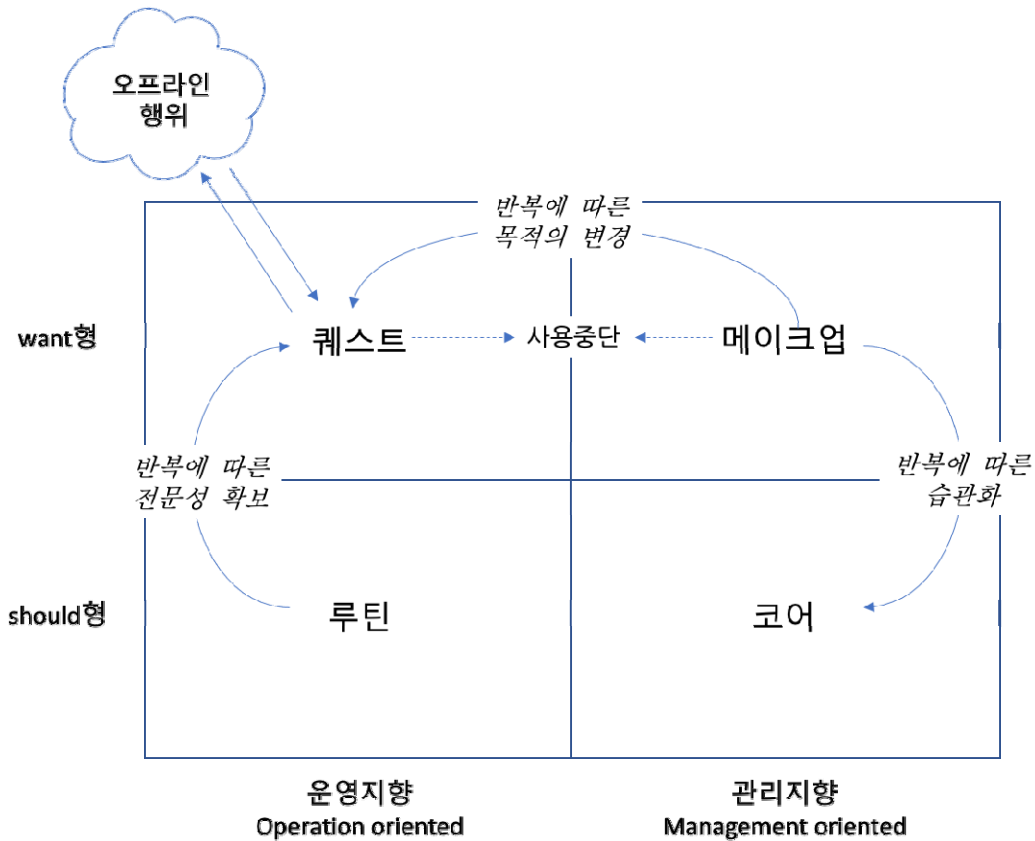 오프라인
행위
반복에 따른
목적의 변경
want형
퀘스트
사용중단
메이크업
반복에 따른
전문성 확보
반복에 따른
습관화
should형
루틴
코어
운영지향
Operation oriented
관리지향
Management oriented